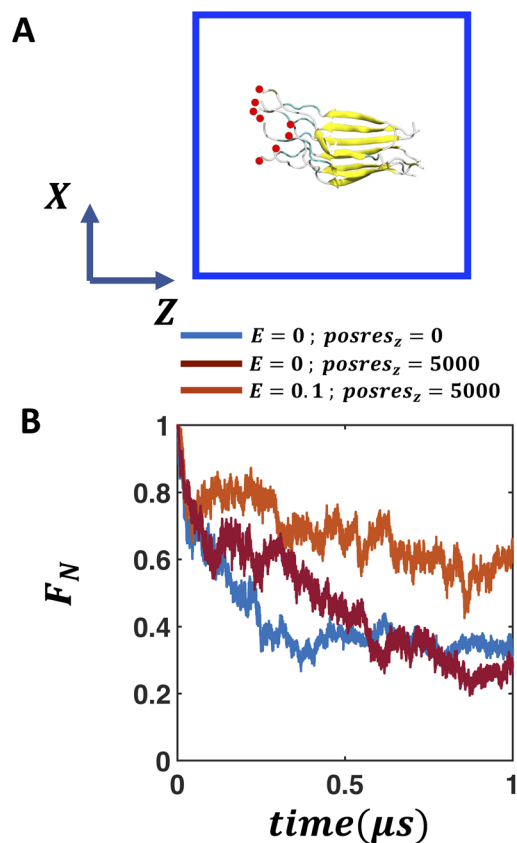 A
X
Z
E = 0 ; posres_z = 0
E = 0 ; posres_z = 5000
E = 0.1 ; posres_z = 5000
B
1
0.8
0.6
0.4
0.2
0
F_N
0 0.5 1
time(μs)